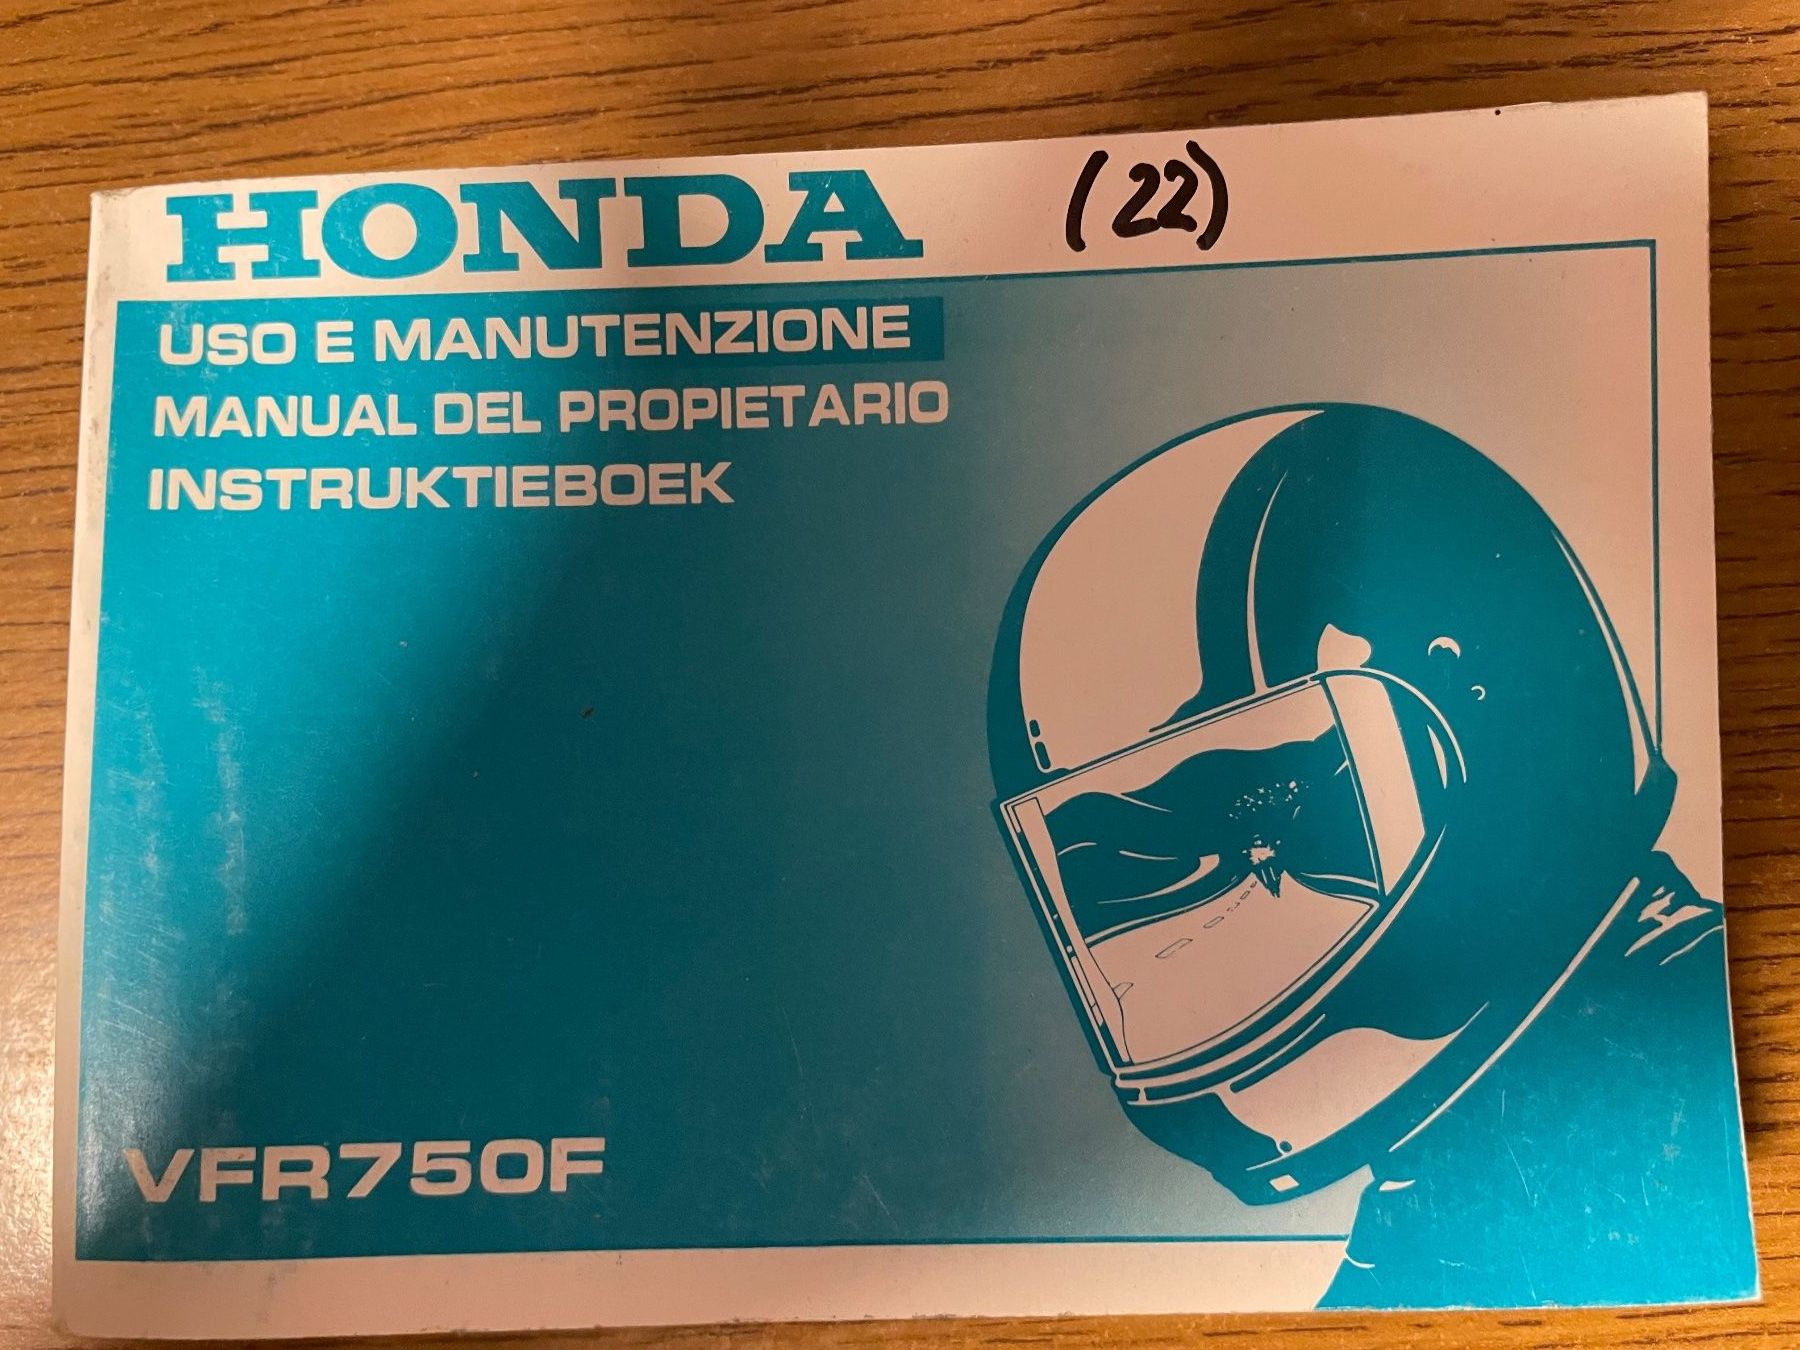 HONDA (22)
USO E MANUTENZIONE
MANUAL DEL PROPIETARIO
INSTRUKTIEBOEK
VFR750F